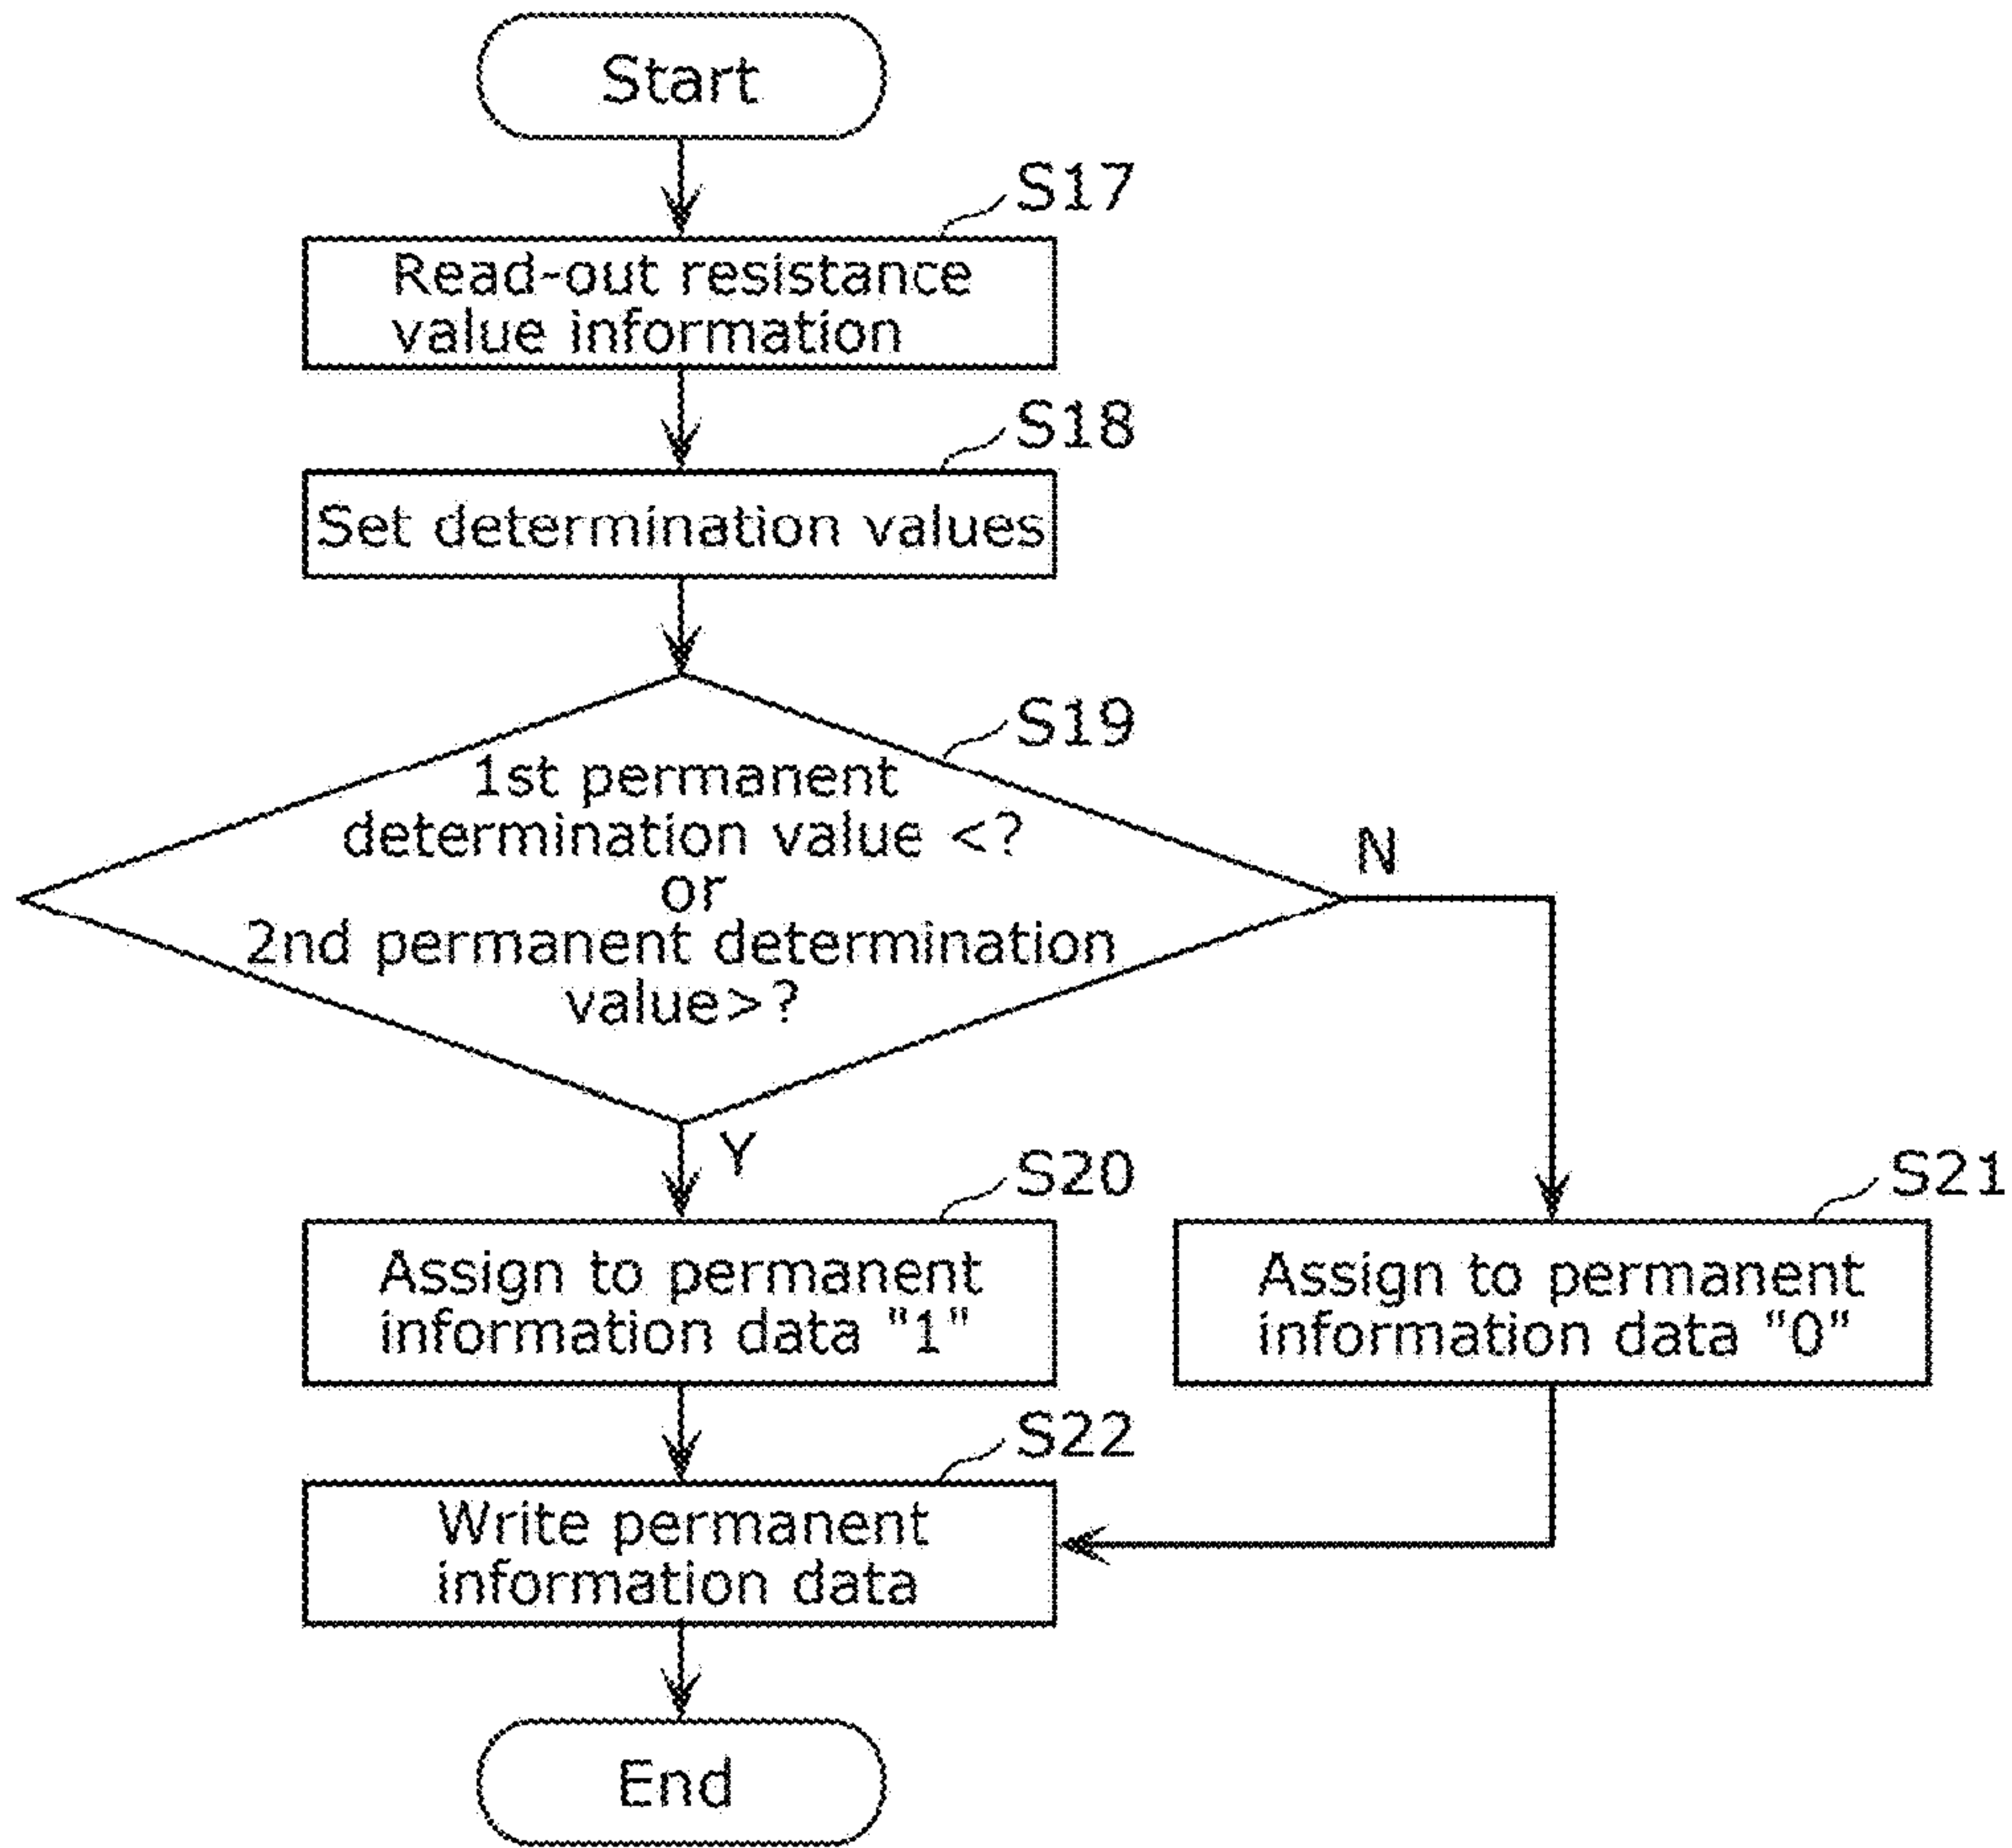 Start
S17
Read-out resistance
value information
S18
Set determination values
S19
1st permanent
determination value <?
or
2nd permanent determination
value>?
N
Y
S20
Assign to permanent
information data "1"
S21
Assign to permanent
information data "0"
S22
Write permanent
information data
End